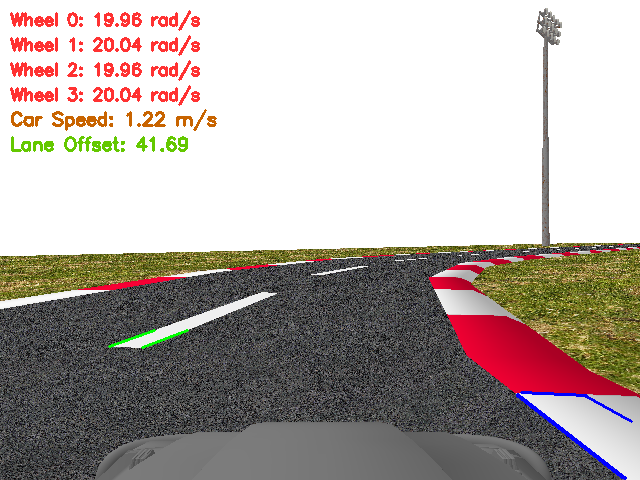 Wheel 0: 19.96 rad/s
Wheel 1: 20.04 rad/s
Wheel 2: 19.96 rad/s
Wheel 3: 20.04 rad/s
Car Speed: 1.22 m/s
Lane Offset: 41.69